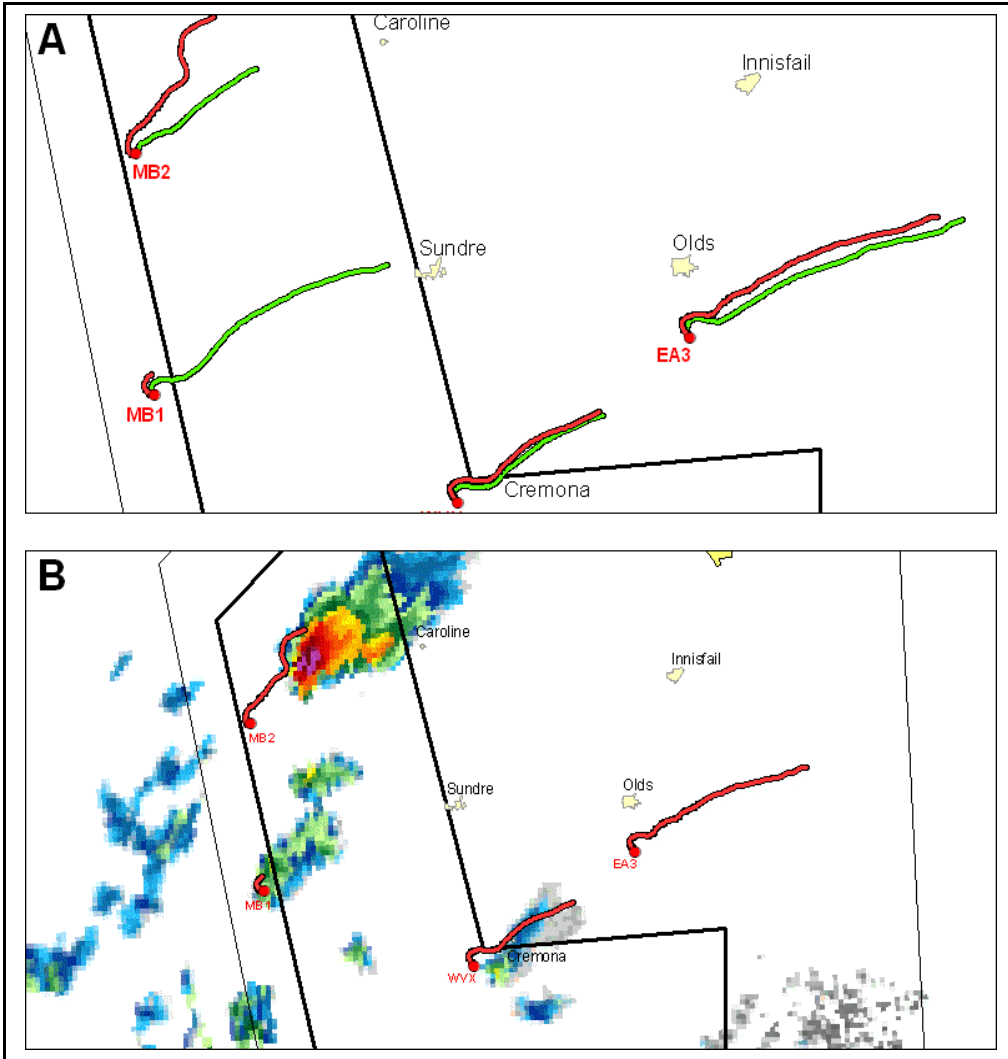 A
Caroline
Innisfail
MB2
Sundre
Olds
EA3
MB1
Cremona
B
Caroline
Innisfail
MB2
Sundre
Olds
EA3
MB1
Cremona
WVX